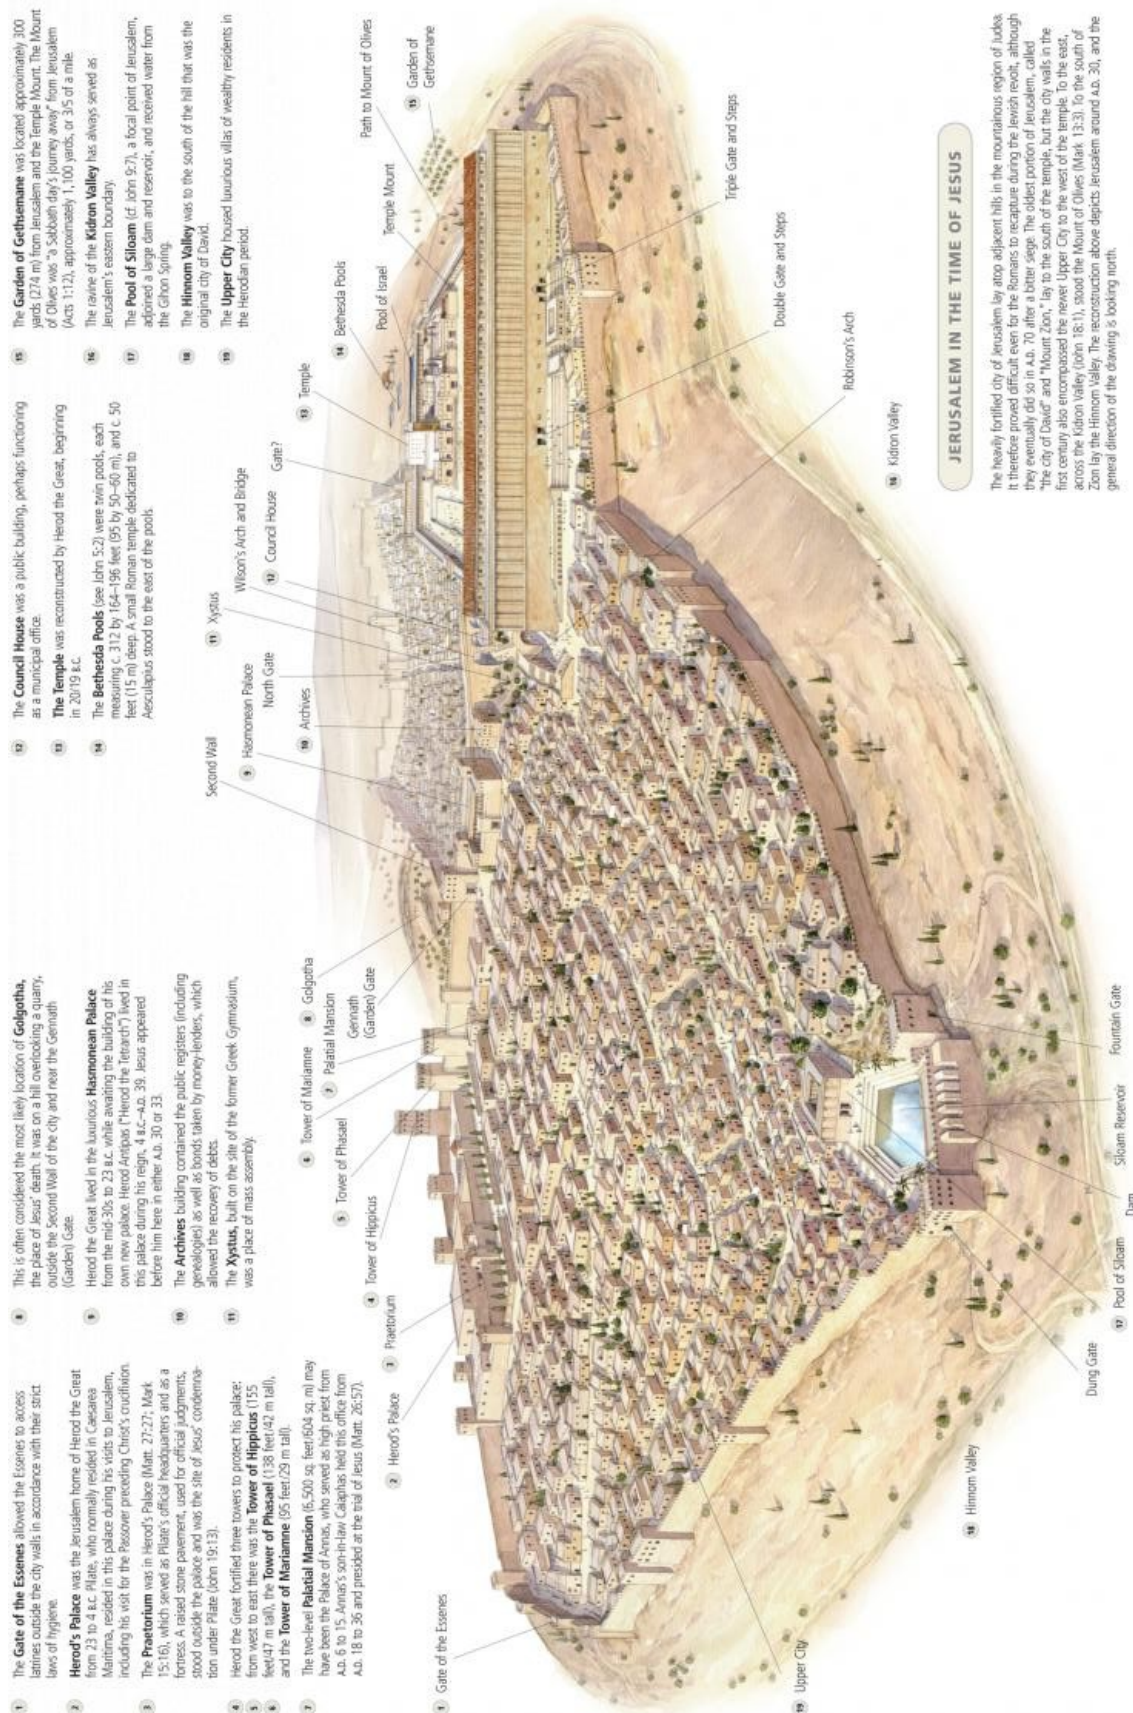 1 The Gate of the Essenes allowed the Essenes to access
latrines outside the city walls in accordance with their strict
laws of hygiene.
2 Herod's Palace was the Jerusalem home of Herod the Great
from 23 to 4 B.C. Pilate, who normally resided in Caesarea
Maritima, resided in this palace during his visits to Jerusalem,
including his visit for the Passover preceding Christ's crucifixion.
3 The Praetorium was in Herod's Palace (Matt. 27:27; Mark
15:16), which served as Pilate's official headquarters and as a
fortress. A raised stone pavement, used for official judgments,
stood outside the palace and was the site of Jesus' condemna-
tion under Pilate (John 19:13).
4 Herod the Great fortified three towers to protect his palace:
5 from west to east there was the Tower of Hippicus (155
6 feet/47 m tall), the Tower of Phasael (138 feet/42 m tall),
and the Tower of Mariamne (95 feet/29 m tall).
7 The two-level Palatial Mansion (6,500 sq. feet/604 sq. m) may
have been the Palace of Annas, who served as high priest from
A.D. 6 to 15. Annas's son-in-law Caiaphas held this office from
A.D. 18 to 36 and presided at the trial of Jesus (Matt. 26:57).
8 This is often considered the most likely location of Golgotha,
the place of Jesus' death. It was on a hill overlooking a quarry,
outside the Second Wall of the city and near the Gennath
(Garden) Gate.
9 Herod the Great lived in the luxurious Hasmonean Palace
from the mid-30s to 23 B.C. while awaiting the building of his
own new palace. Herod Antipas ("Herod the Tetrarch") lived in
this palace during his reign, 4 B.C.–A.D. 39. Jesus appeared
before him here in either A.D. 30 or 33.
10 The Archives building contained the public registers (including
genealogies) as well as bonds taken by money-lenders, which
allowed the recovery of debts.
11 The Xystus, built on the site of the former Greek Gymnasium,
was a place of mass assembly.
12 The Council House was a public building, perhaps functioning
as a municipal office.
13 The Temple was reconstructed by Herod the Great, beginning
in 20/19 B.C.
14 The Bethesda Pools (see John 5:2) were twin pools, each
measuring c. 312 by 164–196 feet (95 by 50–60 m), and c. 50
feet (15 m) deep. A small Roman temple dedicated to
Aesculapius stood to the east of the pools.
15 The Garden of Gethsemane was located approximately 300
yards (274 m) from Jerusalem and the Temple Mount. The Mount
of Olives was "a Sabbath day's journey away" from Jerusalem
(Acts 1:12), approximately 1,100 yards, or 3/5 of a mile.
16 The ravine of the Kidron Valley has always served as
Jerusalem's eastern boundary.
17 The Pool of Siloam (cf. John 9:7), a focal point of Jerusalem,
adjoined a large dam and reservoir, and received water from
the Gihon Spring.
18 The Hinnom Valley was to the south of the hill that was the
original city of David.
19 The Upper City housed luxurious villas of wealthy residents in
the Herodian period.
1 Gate of the Essenes
2 Herod's Palace
3 Praetorium
4 Tower of Hippicus
5 Tower of Phasael
6 Tower of Mariamne
7 Palatial Mansion
Gennath
(Garden) Gate
8 Golgotha
Second Wall
9 Hasmonean Palace
North Gate
10 Archives
11 Xystus
Wilson's Arch and Bridge
12 Council House
Gate?
13 Temple
14 Bethesda Pools
Pool of Israel
Temple Mount
Path to Mount of Olives
15 Garden of
Gethsemane
Triple Gate and Steps
Double Gate and Steps
Robinson's Arch
16 Kidron Valley
Fountain Gate
Siloam Reservoir
Dam
17 Pool of Siloam
Dung Gate
18 Hinnom Valley
19 Upper City
JERUSALEM IN THE TIME OF JESUS
The heavily fortified city of Jerusalem lay atop adjacent hills in the mountainous region of Judea.
It therefore proved difficult even for the Romans to recapture during the Jewish revolt, although
they eventually did so in A.D. 70 after a bitter siege. The oldest portion of Jerusalem, called
"the city of David" and "Mount Zion," lay to the south of the temple, but the city walls in the
first century also encompassed the newer Upper City to the west of the temple. To the east,
across the Kidron Valley (John 18:1), stood the Mount of Olives (Mark 13:3). To the south of
Zion lay the Hinnom Valley. The reconstruction above depicts Jerusalem around A.D. 30, and the
general direction of the drawing is looking north.